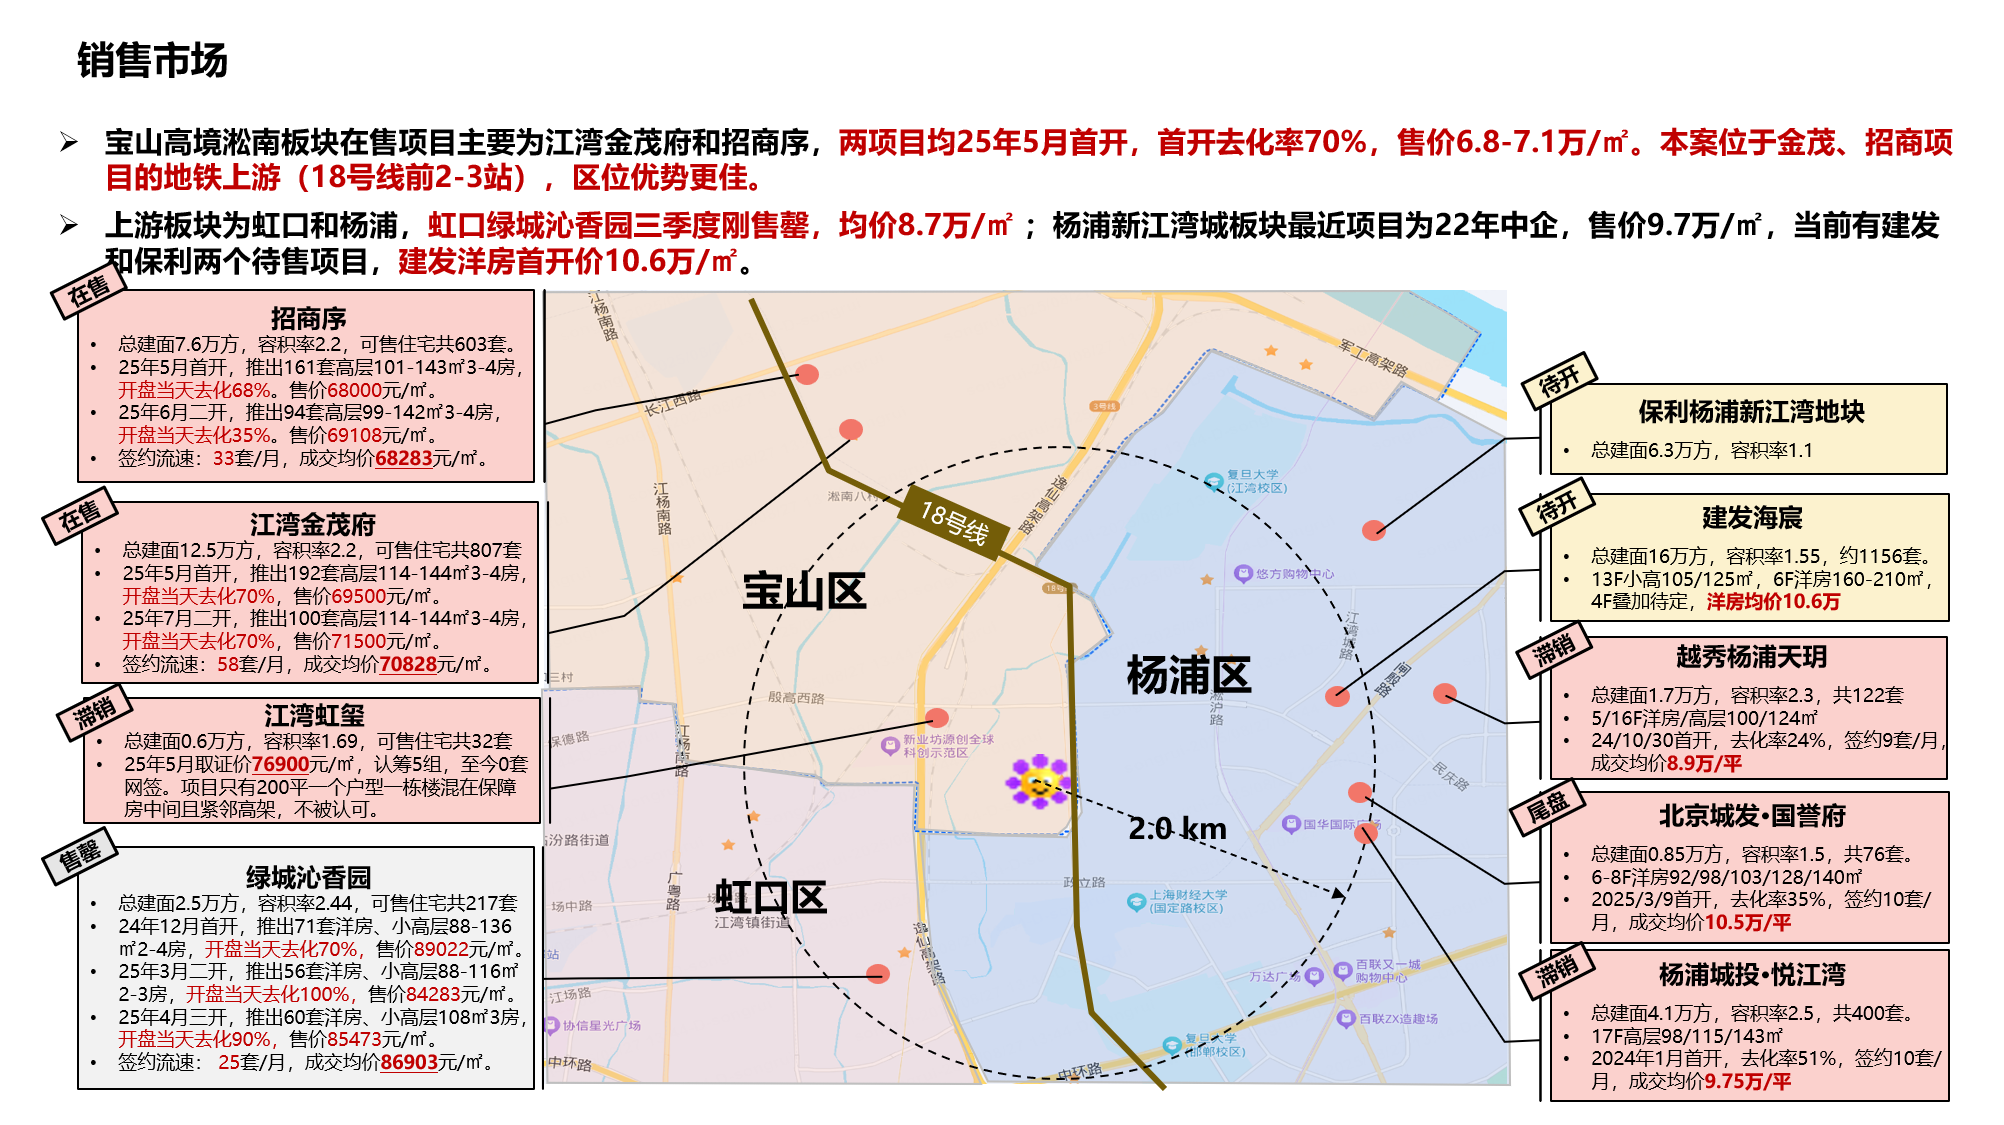 销售市场
➢ 宝山高境淞南板块在售项目主要为江湾金茂府和招商序，两项目均25年5月首开，首开去化率70%，售价6.8-7.1万/㎡。本案位于金茂、招商项
目的地铁上游（18号线前2-3站），区位优势更佳。
➢ 上游板块为虹口和杨浦，虹口绿城沁香园三季度刚售罄，均价8.7万/㎡；杨浦新江湾城板块最近项目为22年中企，售价9.7万/㎡，当前有建发
和保利两个待售项目，建发洋房首开价10.6万/㎡。
在售
招商序
• 总建面7.6万方，容积率2.2，可售住宅共603套。
• 25年5月首开，推出161套高层101-143㎡3-4房，
开盘当天去化68%。售价68000元/㎡。
• 25年6月二开，推出94套高层99-142㎡3-4房，
开盘当天去化35%。售价69108元/㎡。
• 签约流速：33套/月，成交均价68283元/㎡。
在售
江湾金茂府
• 总建面12.5万方，容积率2.2，可售住宅共807套
• 25年5月首开，推出192套高层114-144㎡3-4房，
开盘当天去化70%，售价69500元/㎡。
• 25年7月二开，推出100套高层114-144㎡3-4房，
开盘当天去化70%，售价71500元/㎡。
• 签约流速：58套/月，成交均价70828元/㎡。
滞销
江湾虹玺
• 总建面0.6万方，容积率1.69，可售住宅共32套
• 25年5月取证价76900元/㎡，认筹5组，至今0套
网签。项目只有200平一个户型一栋楼混在保障
房中间且紧邻高架，不被认可。
售罄
绿城沁香园
• 总建面2.5万方，容积率2.44，可售住宅共217套
• 24年12月首开，推出71套洋房、小高层88-136
㎡2-4房，开盘当天去化70%，售价89022元/㎡。
• 25年3月二开，推出56套洋房、小高层88-116㎡
2-3房，开盘当天去化100%，售价84283元/㎡。
• 25年4月三开，推出60套洋房、小高层108㎡3房，
开盘当天去化90%，售价85473元/㎡。
• 签约流速： 25套/月，成交均价86903元/㎡。
江杨南路
长江西路
军工高架路
3号线
江杨南路
淞南八村
逸仙高架路
18号线
复旦大学
(江湾校区)
悠方购物中心
宝山区
18号
江湾城路
杨浦区
闸殷路
淞沪路
三村
殷高西路
保德路
江杨南路
新业坊源创全球
科创示范区
民庆路
2.0 km
国华国际广场
汾路街道
政立路
上海财经大学
(国定路校区)
广粤路
虹口区
场中路
江湾镇街道
站
逸仙高架路
江场路
万达广场
百联又一城
购物中心
协信星光广场
百联ZX造趣场
复旦大学
(邯郸校区)
中环路
中环路
待开
保利杨浦新江湾地块
• 总建面6.3万方，容积率1.1
待开
建发海宸
• 总建面16万方，容积率1.55，约1156套。
• 13F小高105/125㎡，6F洋房160-210㎡，
4F叠加待定，洋房均价10.6万
滞销
越秀杨浦天玥
• 总建面1.7万方，容积率2.3，共122套
• 5/16F洋房/高层100/124㎡
• 24/10/30首开，去化率24%，签约9套/月，
成交均价8.9万/平
尾盘
北京城发•国誉府
• 总建面0.85万方，容积率1.5，共76套。
• 6-8F洋房92/98/103/128/140㎡
• 2025/3/9首开，去化率35%，签约10套/
月，成交均价10.5万/平
滞销
杨浦城投•悦江湾
• 总建面4.1万方，容积率2.5，共400套。
• 17F高层98/115/143㎡
• 2024年1月首开，去化率51%，签约10套/
月，成交均价9.75万/平